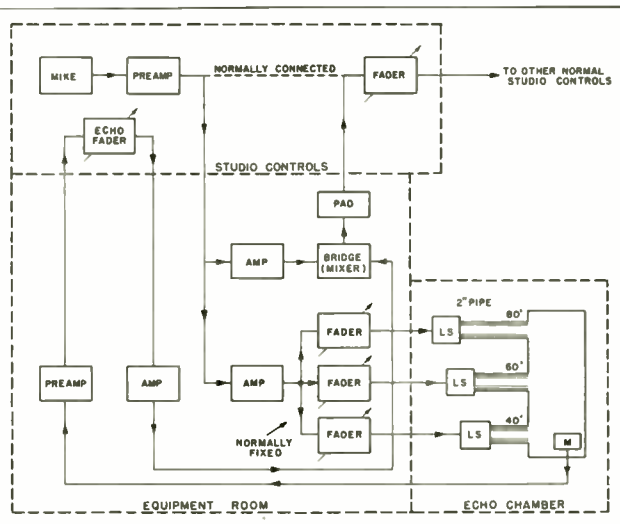 MIKE
PREAMP
NORMALLY CONNECTED
FADER
TO OTHER NORMAL
STUDIO CONTROLS
ECHO
FADER
STUDIO CONTROLS
PAD
AMP
BRIDGE
(MIXER)
FADER
LS
2" PIPE
80'
PREAMP
AMP
AMP
FADER
LS
60'
NORMALLY
FIXED
FADER
LS
40'
M
EQUIPMENT ROOM
ECHO CHAMBER